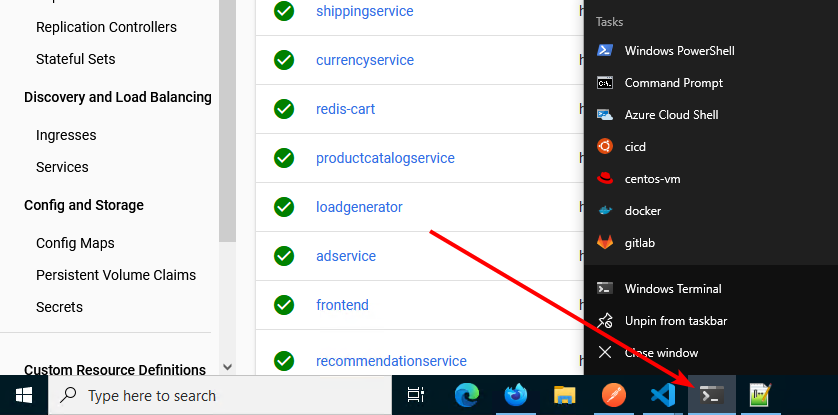 Replication Controllers
Stateful Sets
Discovery and Load Balancing
Ingresses
Services
Config and Storage
Config Maps
Persistent Volume Claims
Secrets
Custom Resource Definitions
shippingservice
currencyservice
redis-cart
productcatalogservice
loadgenerator
adservice
frontend
recommendationservice
Tasks
Windows PowerShell
Command Prompt
Azure Cloud Shell
cicd
centos-vm
docker
gitlab
Windows Terminal
Unpin from taskbar
Close window
Type here to search